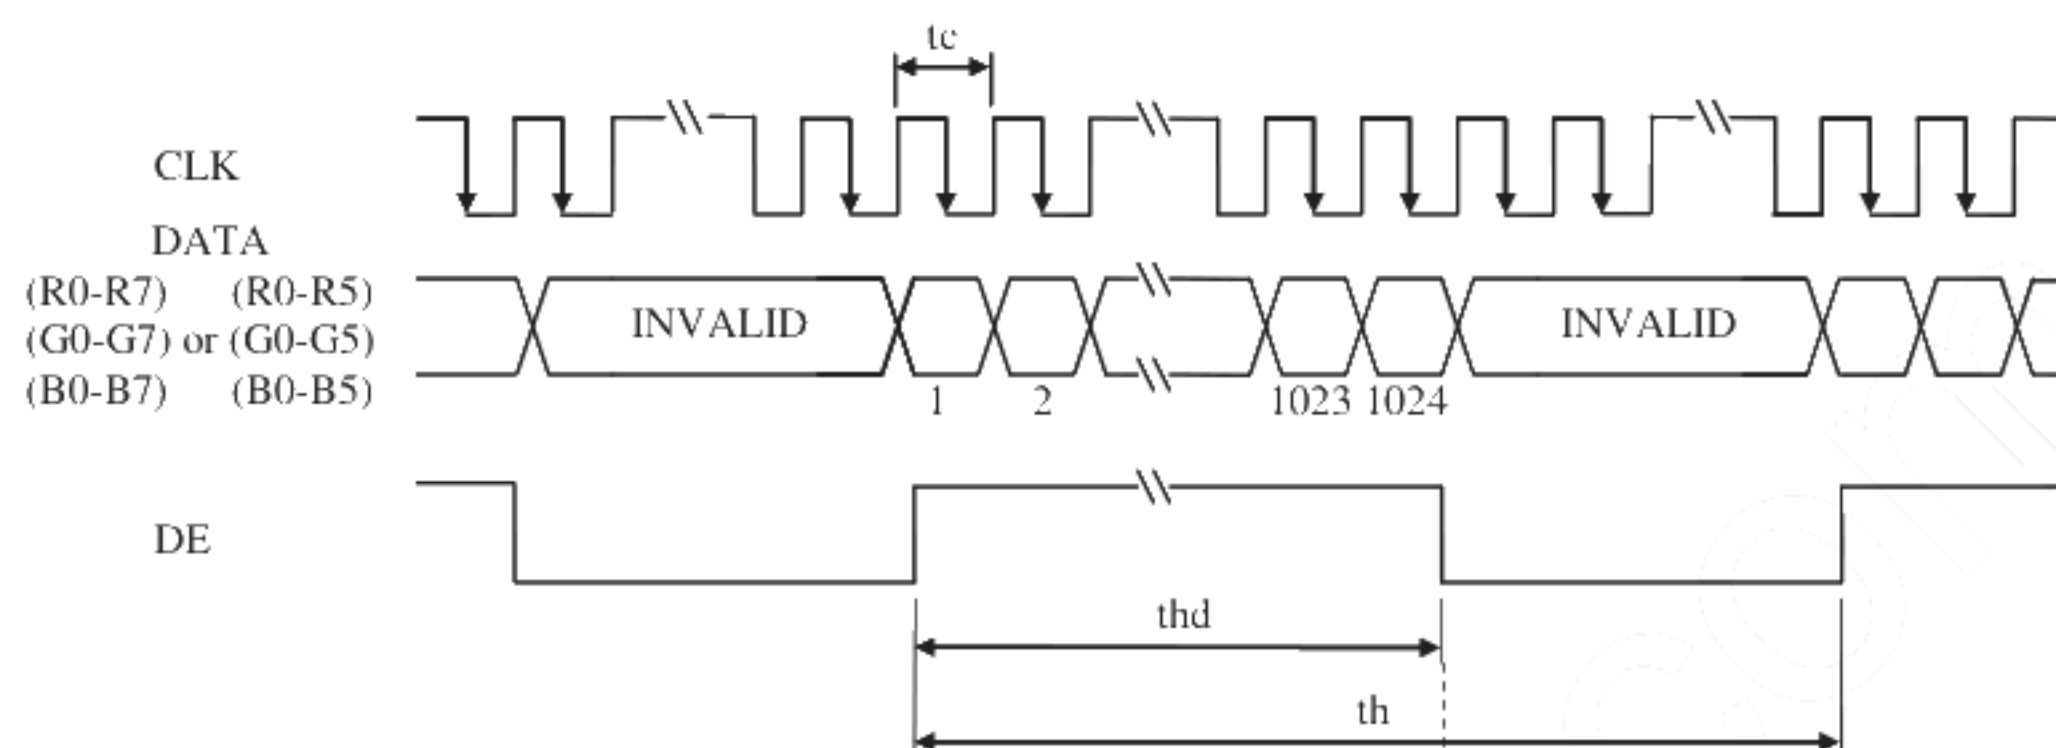 tc
CLK
DATA
(R0-R7) (R0-R5)
(G0-G7) or (G0-G5)
(B0-B7) (B0-B5)
INVALID
INVALID
1 2 1023 1024
DE
thd
th